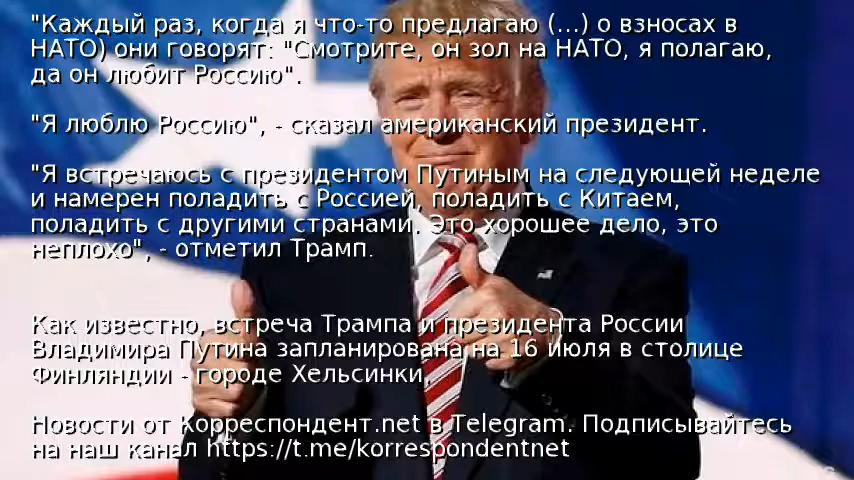 "Каждый раз, когда я что-то предлагаю (...) о взносах в
НАТО) они говорят: "Смотрите, он зол на НАТО, я полагаю,
да он любит Россию".
"Я люблю Россию", - сказал американский президент.
"Я встречаюсь с президентом Путиным на следующей неделе
и намерен поладить с Россией, поладить с Китаем,
поладить с другими странами. Это хорошее дело, это
неплохо", - отметил Трамп.
Как известно, встреча Трампа и президента России
Владимира Путина запланирована на 16 июля в столице
Финляндии - городе Хельсинки.
Новости от Корреспондент.net в Telegram. Подписывайтесь
на наш канал https://t.me/korrespondentnet